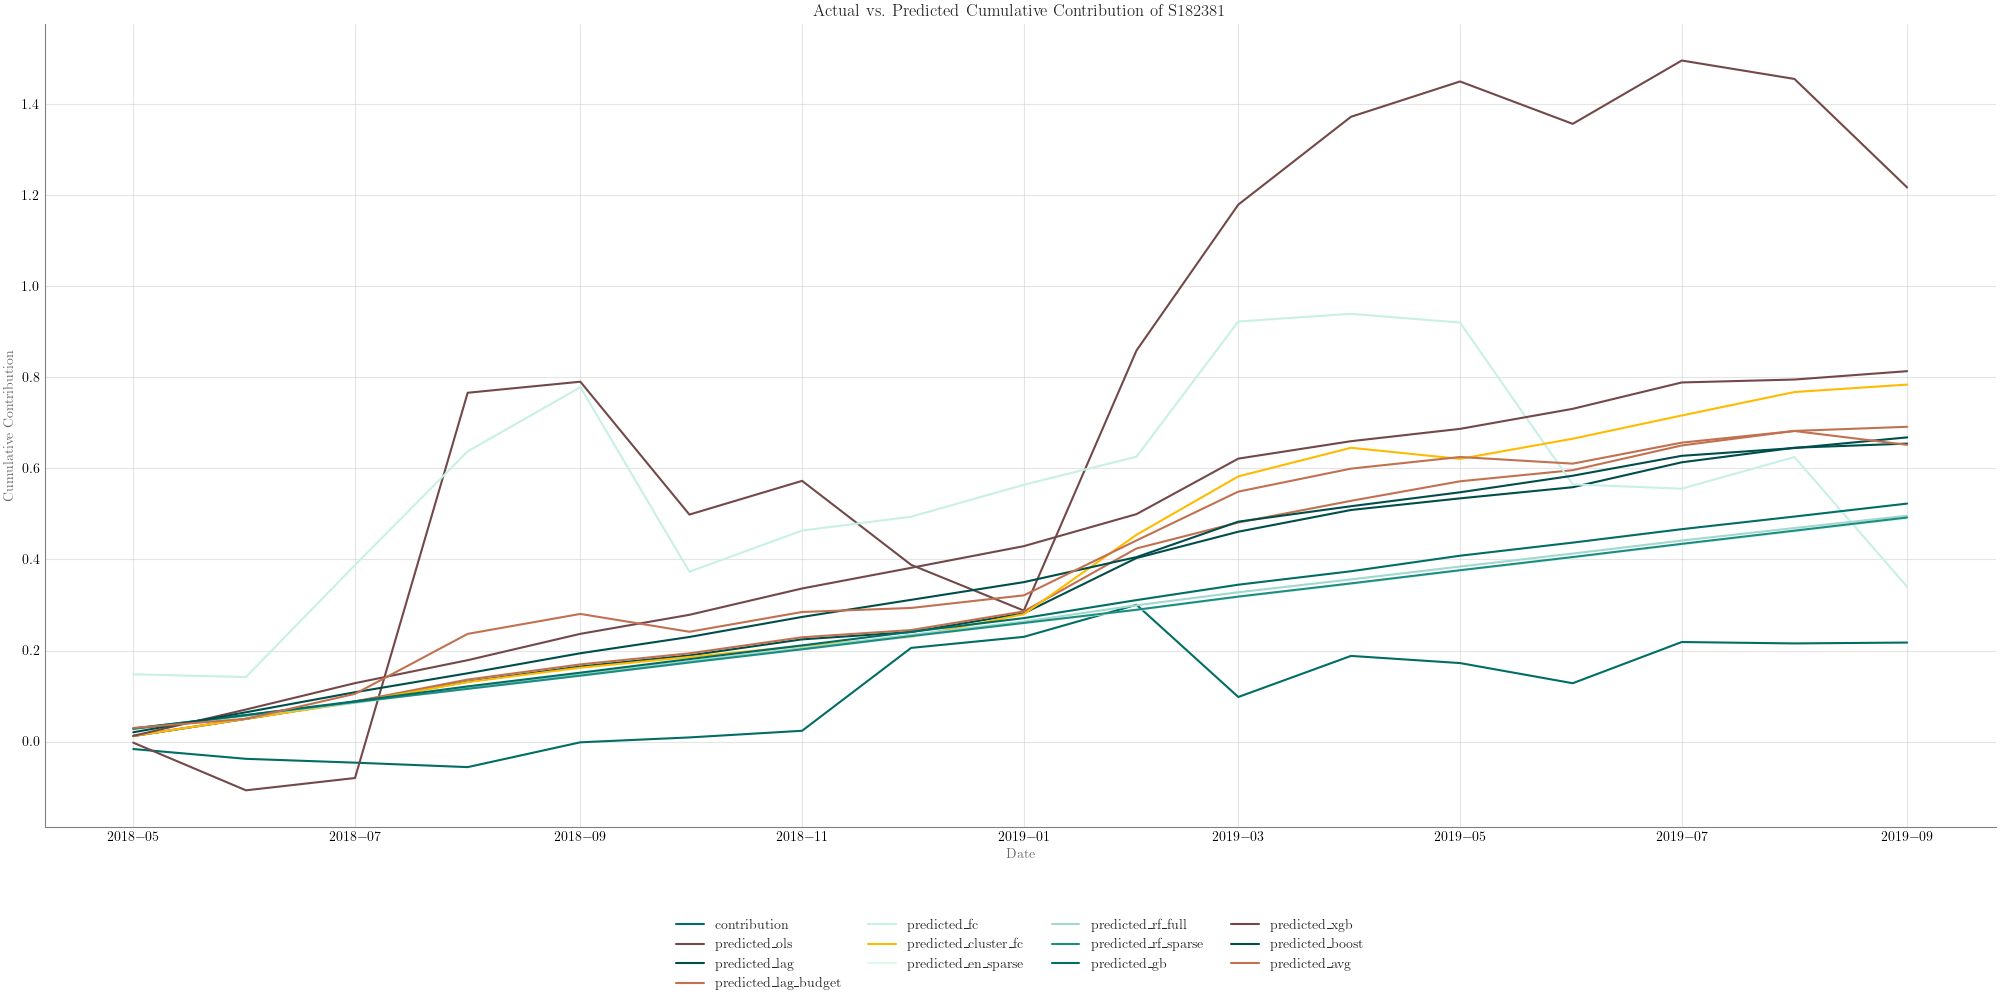 Actual vs. Predicted Cumulative Contribution of S182381
Cumulative Contribution
1.4
1.2
1.0
0.8
0.6
0.4
0.2
0.0
2018−05 2018−07 2018−09 2018−11 2019−01 2019−03 2019−05 2019−07 2019−09
Date
contribution predicted_fc predicted_rf_full predicted_xgb
predicted_ols predicted_cluster_fc predicted_rf_sparse predicted_boost
predicted_lag predicted_en_sparse predicted_gb predicted_avg
predicted_lag_budget